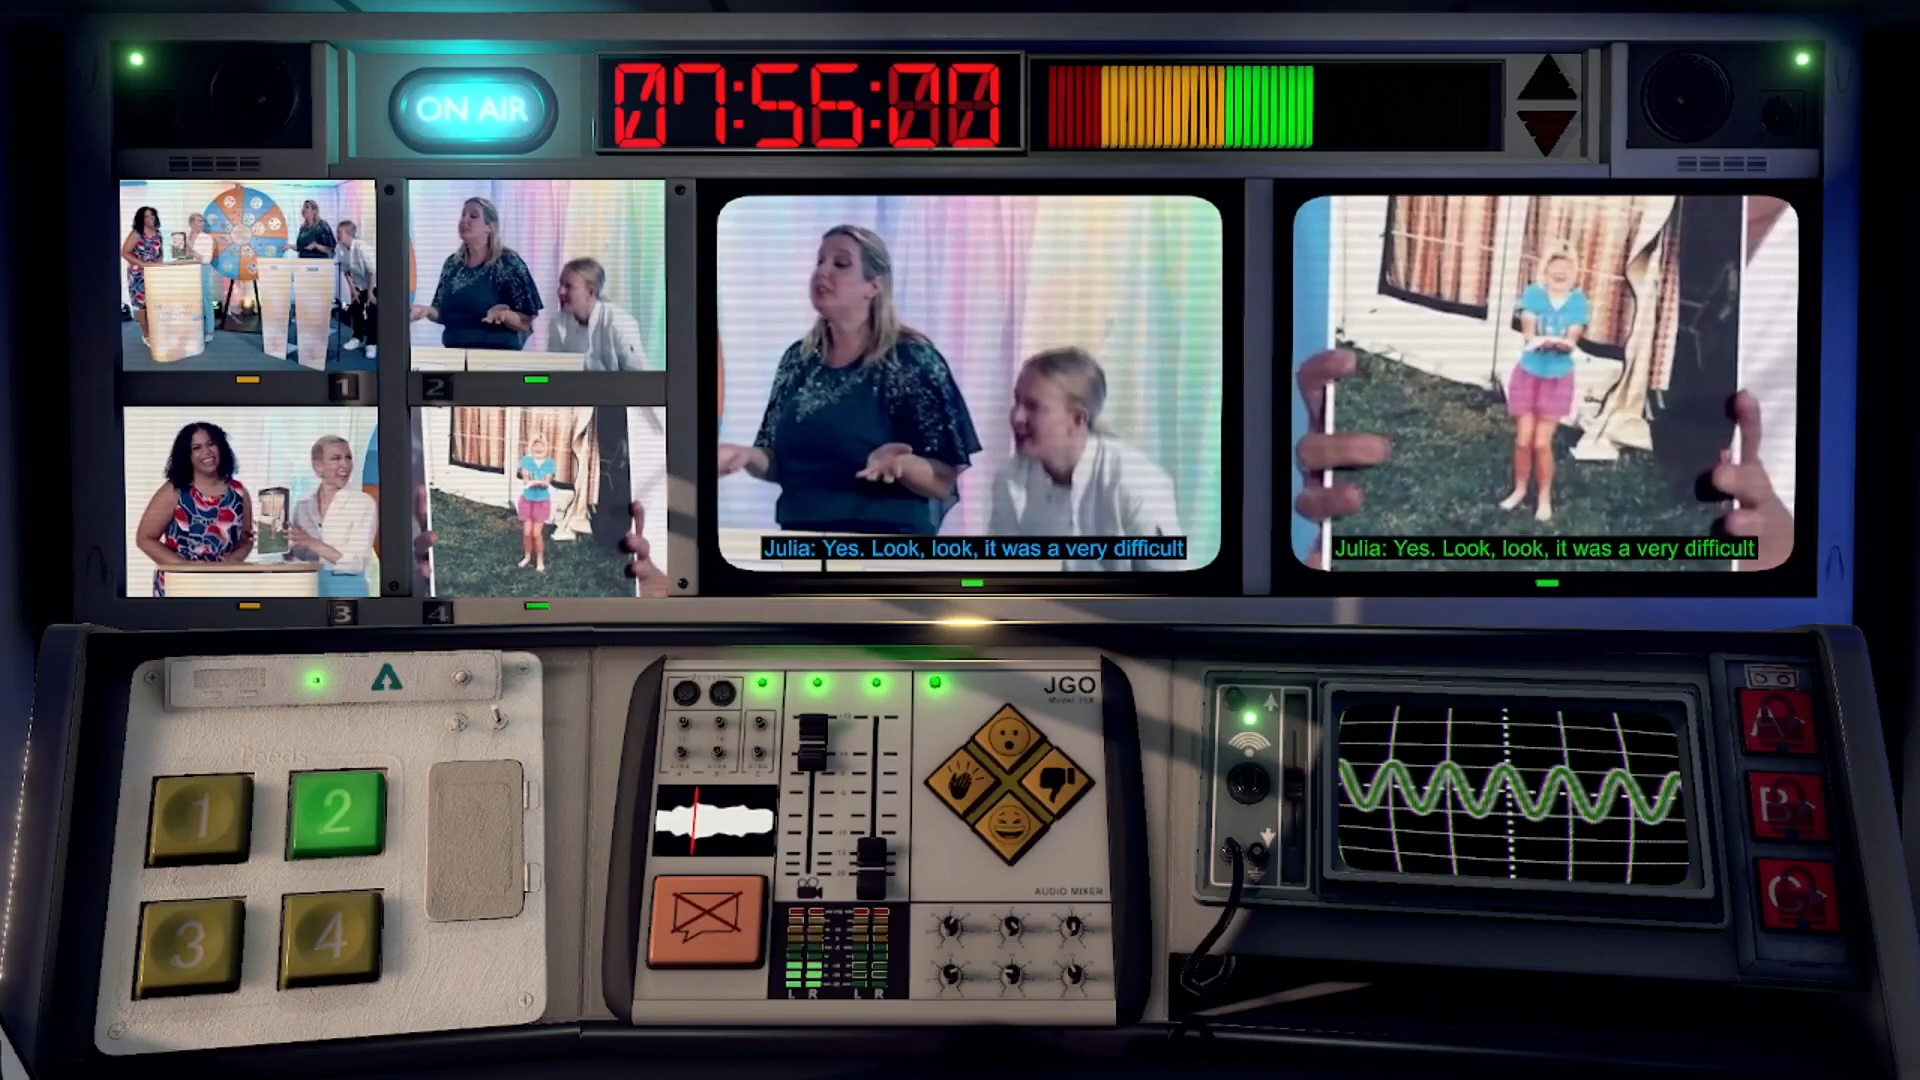 ON AIR
07:56:00
1
2
3
4
Julia: Yes. Look, look, it was a very difficult
Julia: Yes. Look, look, it was a very difficult
Feeds
1
2
3
4
JGO
AUDIO MIXER
L R
L R
A
B
C